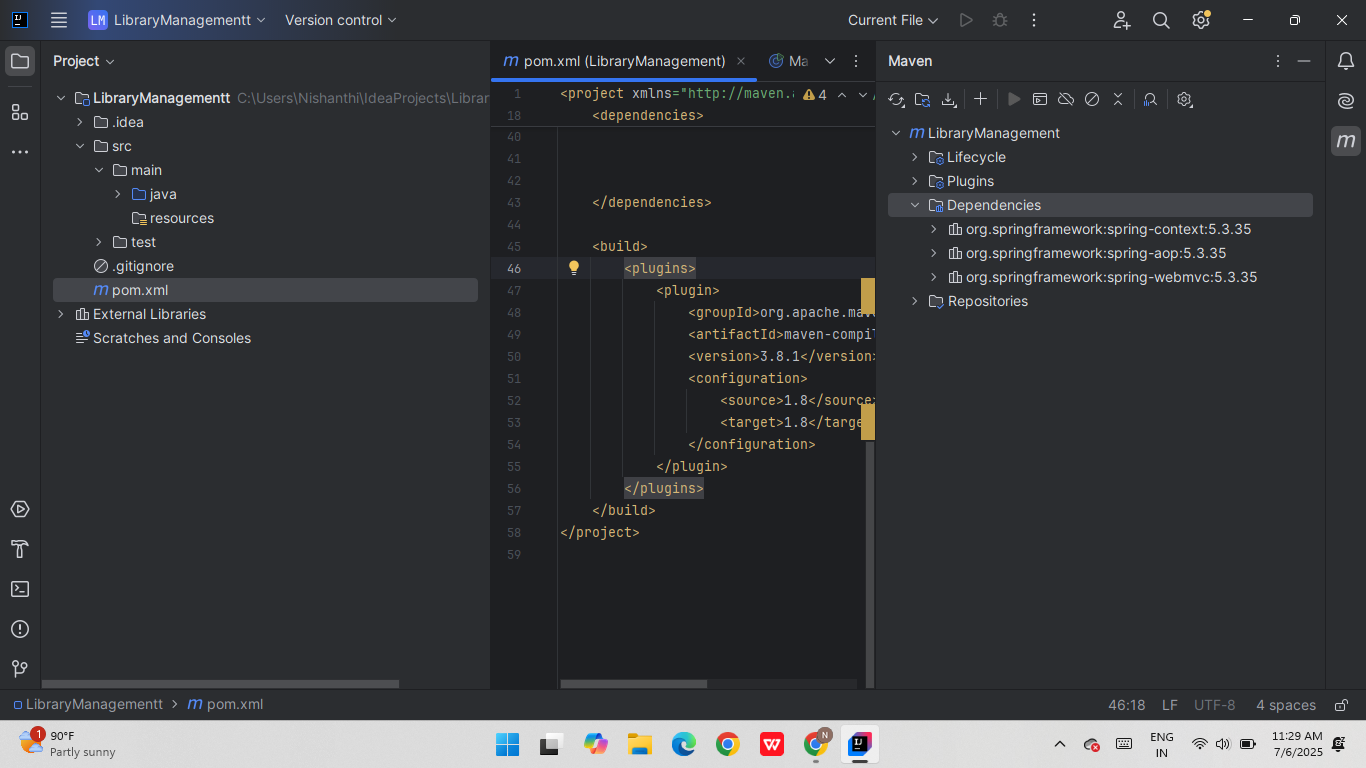 LM LibraryManagementt Version control Current File
Project
LibraryManagementt C:\Users\Nishanthi\IdeaProjects\Librar
.idea
src
main
java
resources
test
.gitignore
pom.xml
External Libraries
Scratches and Consoles
pom.xml (LibraryManagement) Ma
1 <project xmlns="http://maven.a 4
18 <dependencies>
40
41
42
43 </dependencies>
44
45 <build>
46 <plugins>
47 <plugin>
48 <groupId>org.apache.mav
49 <artifactId>maven-compil
50 <version>3.8.1</version>
51 <configuration>
52 <source>1.8</source>
53 <target>1.8</targe
54 </configuration>
55 </plugin>
56 </plugins>
57 </build>
58 </project>
59
Maven
LibraryManagement
Lifecycle
Plugins
Dependencies
org.springframework:spring-context:5.3.35
org.springframework:spring-aop:5.3.35
org.springframework:spring-webmvc:5.3.35
Repositories
LibraryManagementt > pom.xml 46:18 LF UTF-8 4 spaces
1 90°F
Partly sunny
N
ENG
IN
11:29 AM
7/6/2025